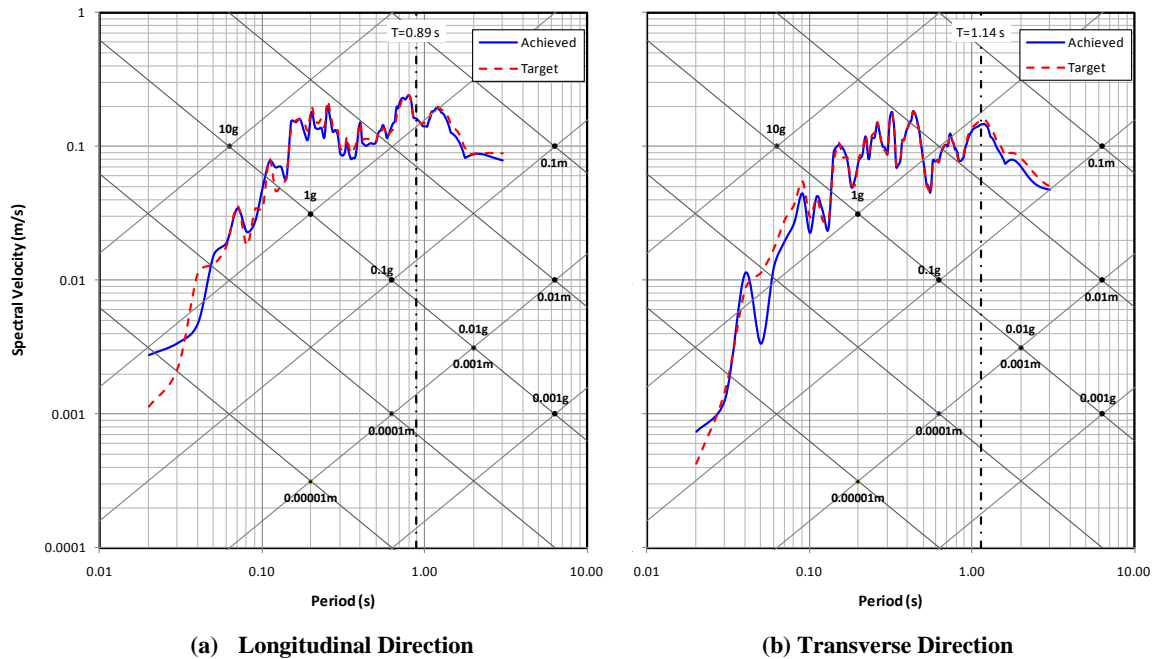 1
T=0.89 s
Achieved
Target
0.1
10g
0.1m
1g
0.01
0.1g
0.01m
0.01g
0.001m
0.001
0.001g
0.0001m
0.00001m
0.0001
0.01
0.10
1.00
10.00
Spectral Velocity (m/s)
Period (s)
(a) Longitudinal Direction
T=1.14 s
Achieved
Target
10g
0.1m
1g
0.1g
0.01m
0.01g
0.001m
0.001g
0.0001m
0.00001m
0.01
0.10
1.00
10.00
Period (s)
(b) Transverse Direction